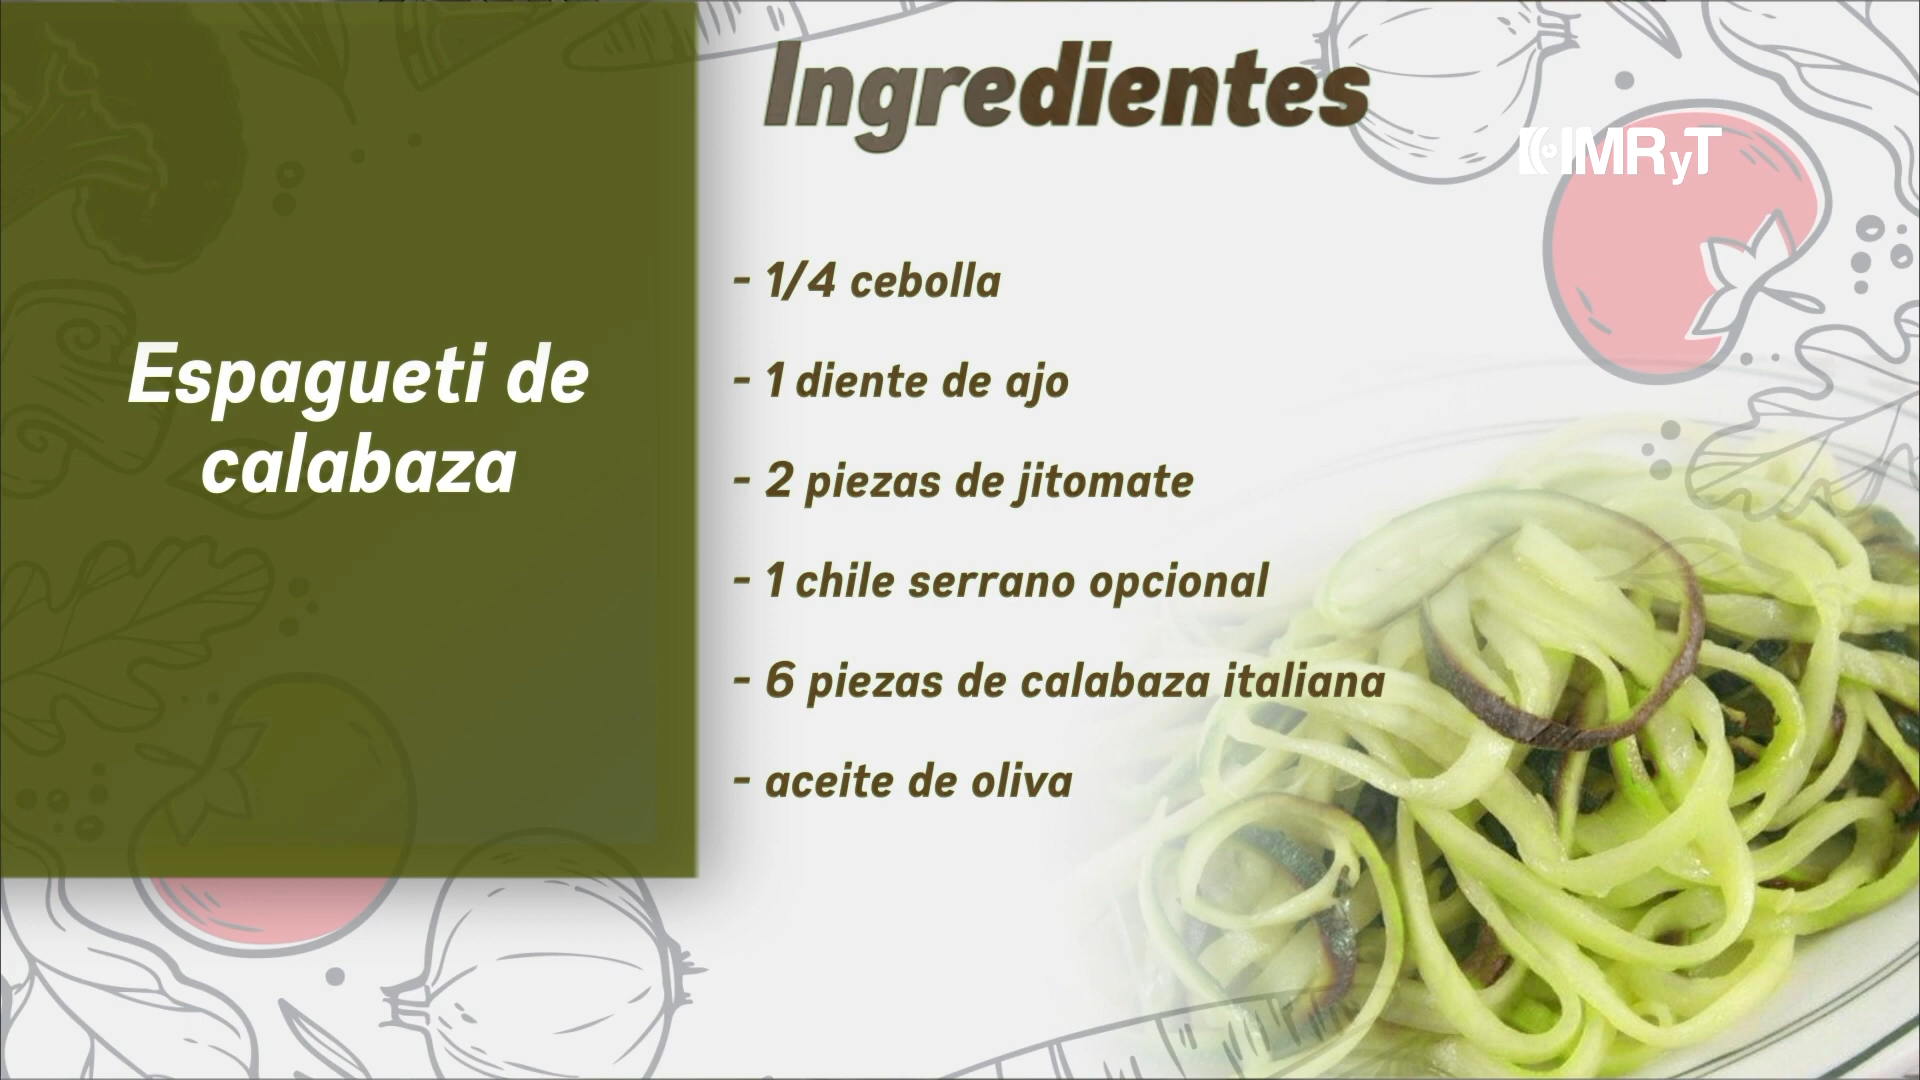 Espagueti de
calabaza
Ingredientes
IMRyT
- 1/4 cebolla
- 1 diente de ajo
- 2 piezas de jitomate
- 1 chile serrano opcional
- 6 piezas de calabaza italiana
- aceite de oliva